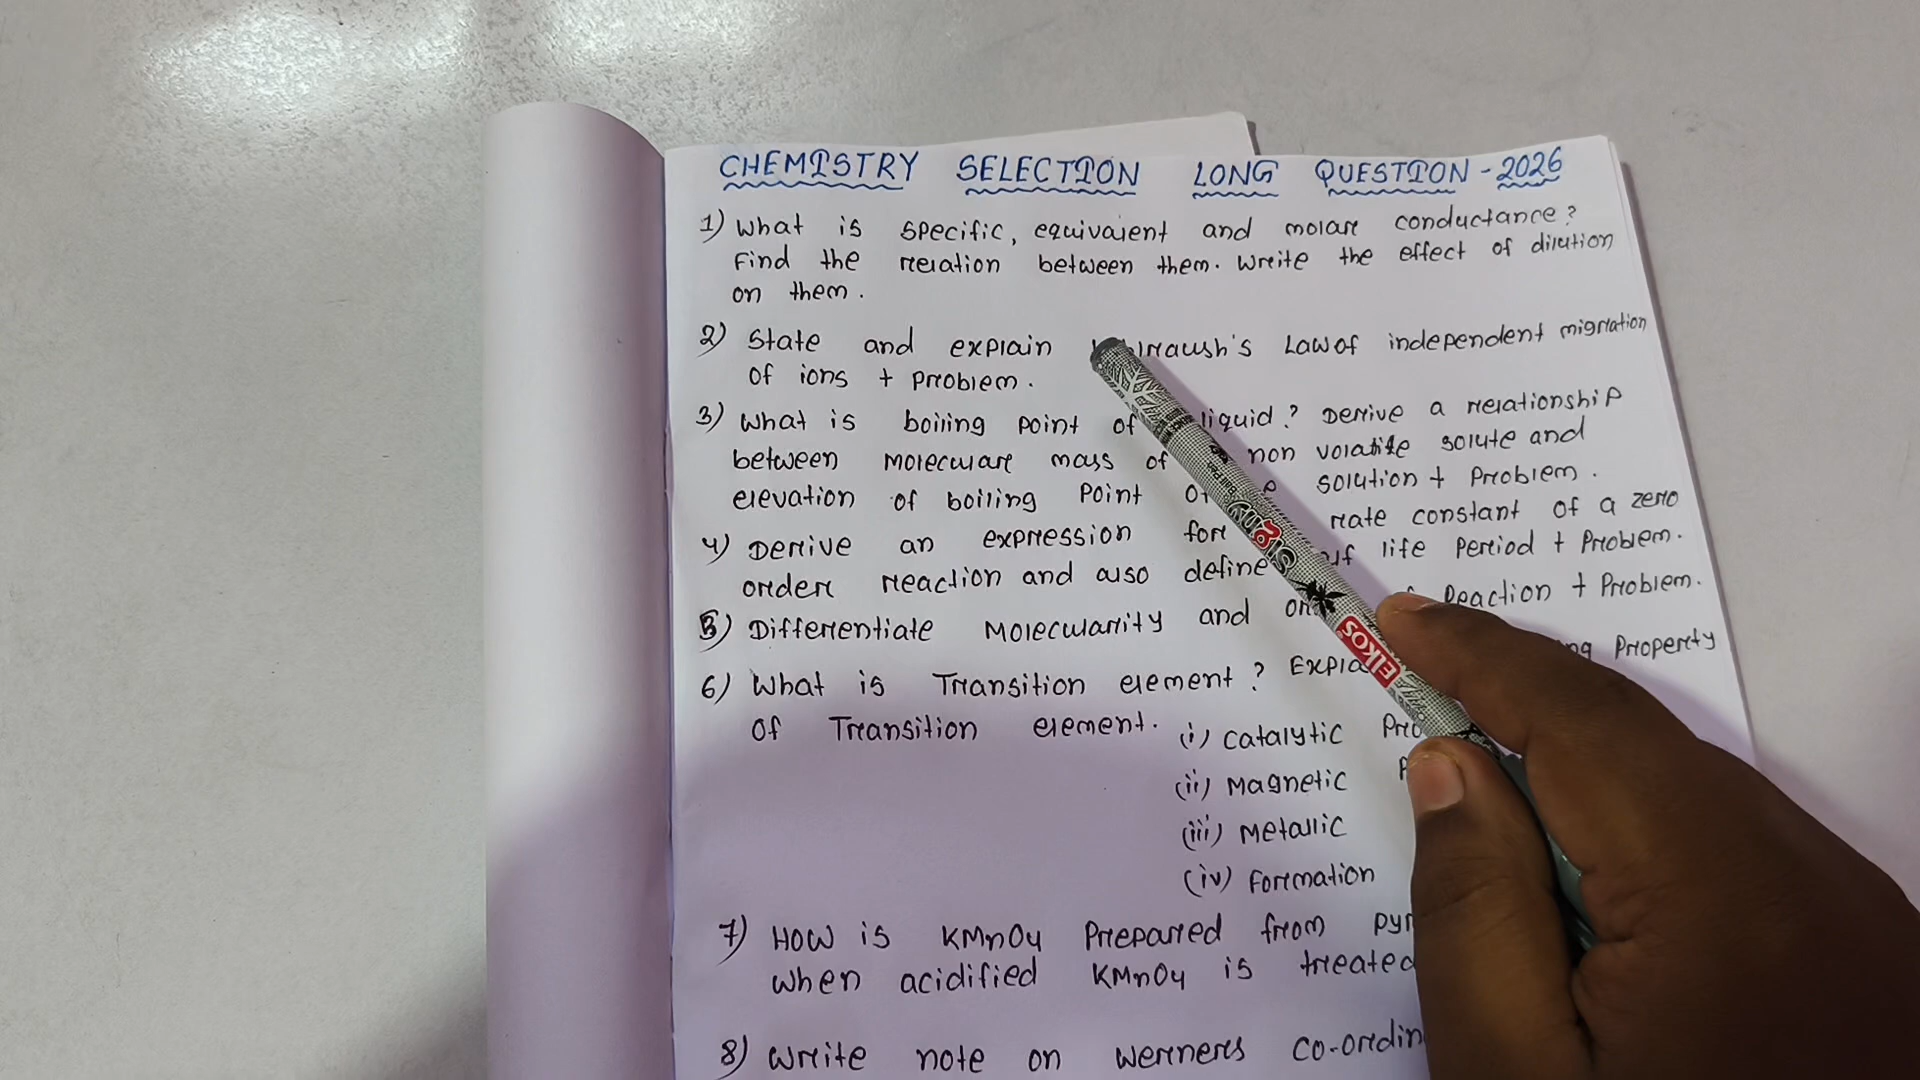 CHEMISTRY SELECTION LONG QUESTION - 2026
1) What is specific, equivalent and molar conductance?
Find the relation between them. Write the effect of dilution
on them.
2) State and explain Law of independent migration
of ions + Problem.
3) What is boiling point of liquid? Derive a relationship
between molecular mass of non volatile solute and
elevation of boiling point solution + Problem.
4) Derive an expression for rate constant of a zero
order reaction and also define life period + Problem.
5) Differentiate Molecularity and Reaction + Problem.
6) What is Transition element? Property
of Transition element. (i) Catalytic
(ii) Magnetic
(iii) Metallic
(iv) Formation
7) HOW is KMnO4 Prepared from
when acidified KMnO4 is treated
8) Write note on werners
SIGNUS
ELKOS